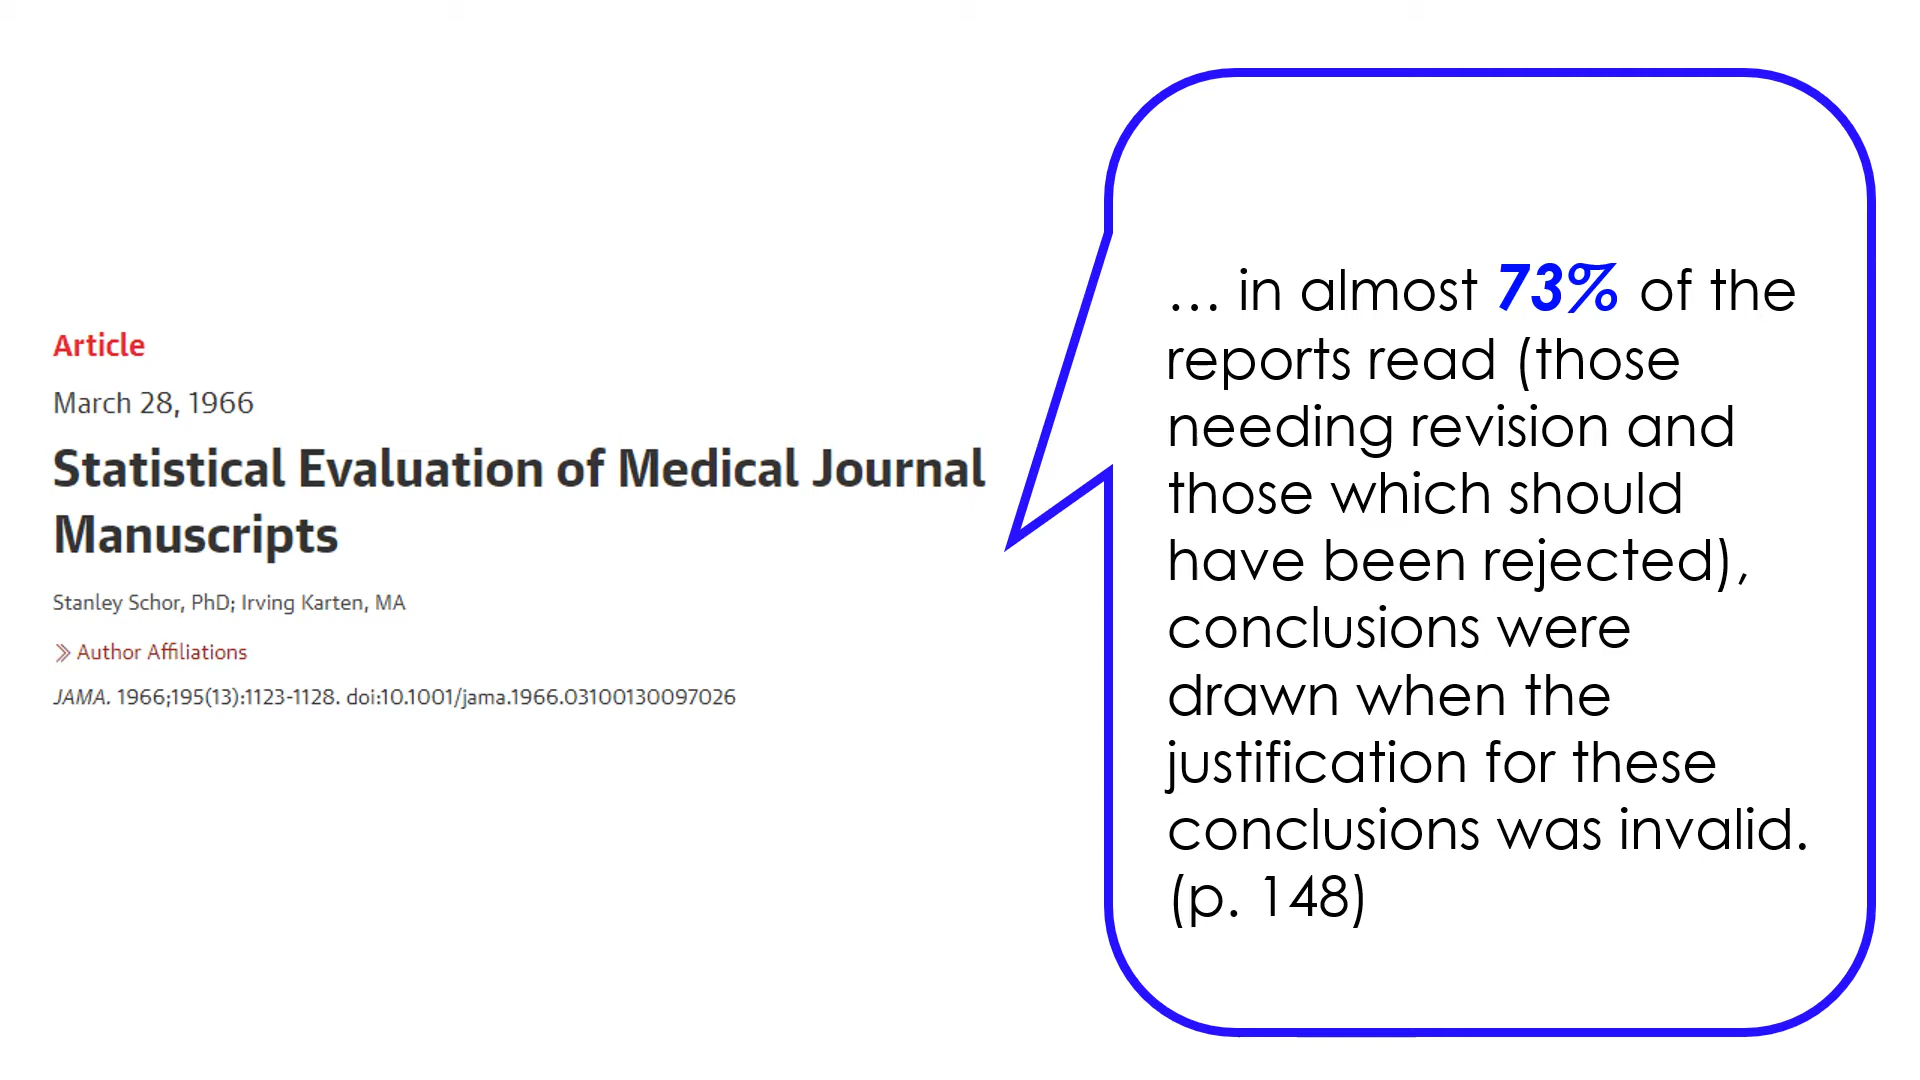 Article
March 28, 1966
Statistical Evaluation of Medical Journal
Manuscripts
Stanley Schor, PhD; Irving Karten, MA
» Author Affiliations
JAMA. 1966;195(13):1123-1128. doi:10.1001/jama.1966.03100130097026
... in almost 73% of the
reports read (those
needing revision and
those which should
have been rejected),
conclusions were
drawn when the
justification for these
conclusions was invalid.
(p. 148)